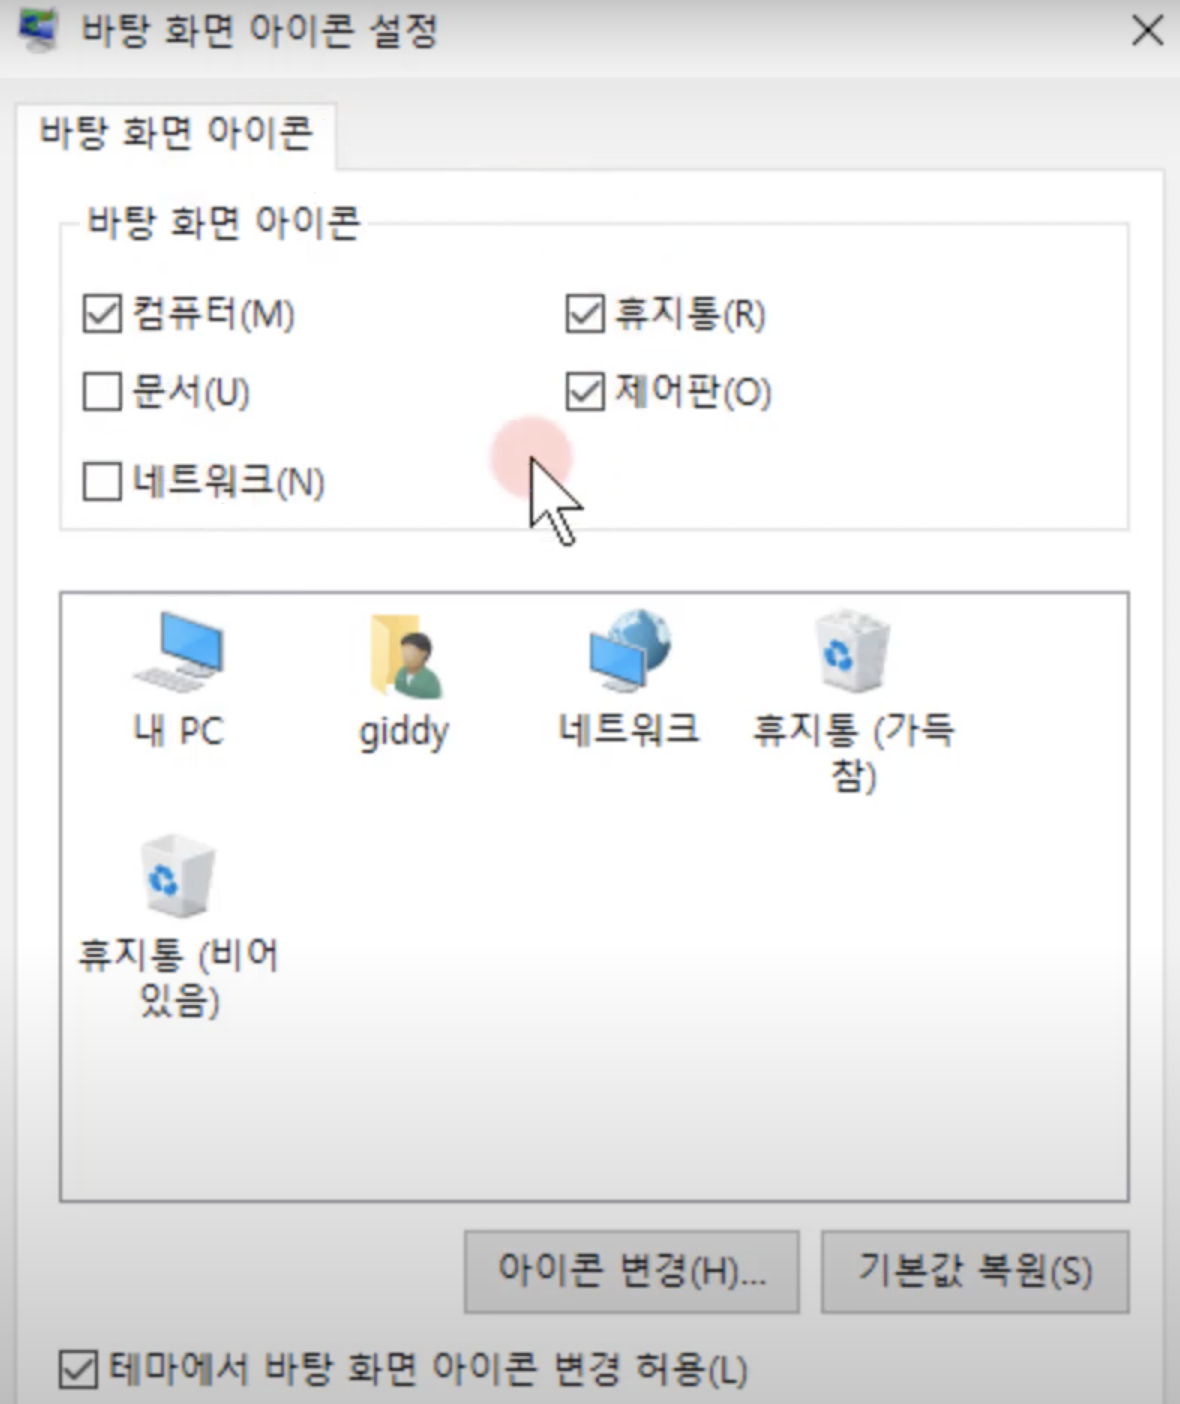 바탕 화면 아이콘 설정
바탕 화면 아이콘
바탕 화면 아이콘
컴퓨터(M)
휴지통(R)
문서(U)
제어판(O)
네트워크(N)
내 PC
giddy
네트워크
휴지통 (가득
참)
휴지통 (비어
있음)
아이콘 변경(H)...
기본값 복원(S)
테마에서 바탕 화면 아이콘 변경 허용(L)